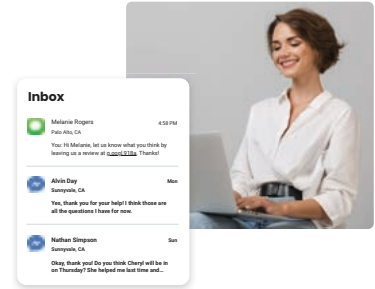 Inbox
Melanie Rogers 4:58 PM
Palo Alto, CA
You: Hi Melanie, let us know what you think by
leaving us a review at Thanks!
Alvin Day Mon
Sunnyvale, CA
Yes, thank you for your help! I think those are
all the questions I have for now.
Nathan Simpson Sun
Sunnyvale, CA
Okay, thank you! Do you think Cheryl will be in
on Thursday? She helped me last time and...